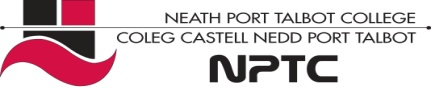 NEATH PORT TALBOT COLLEGE
COLEG CASTELL NEDD PORT TALBOT
NPTC